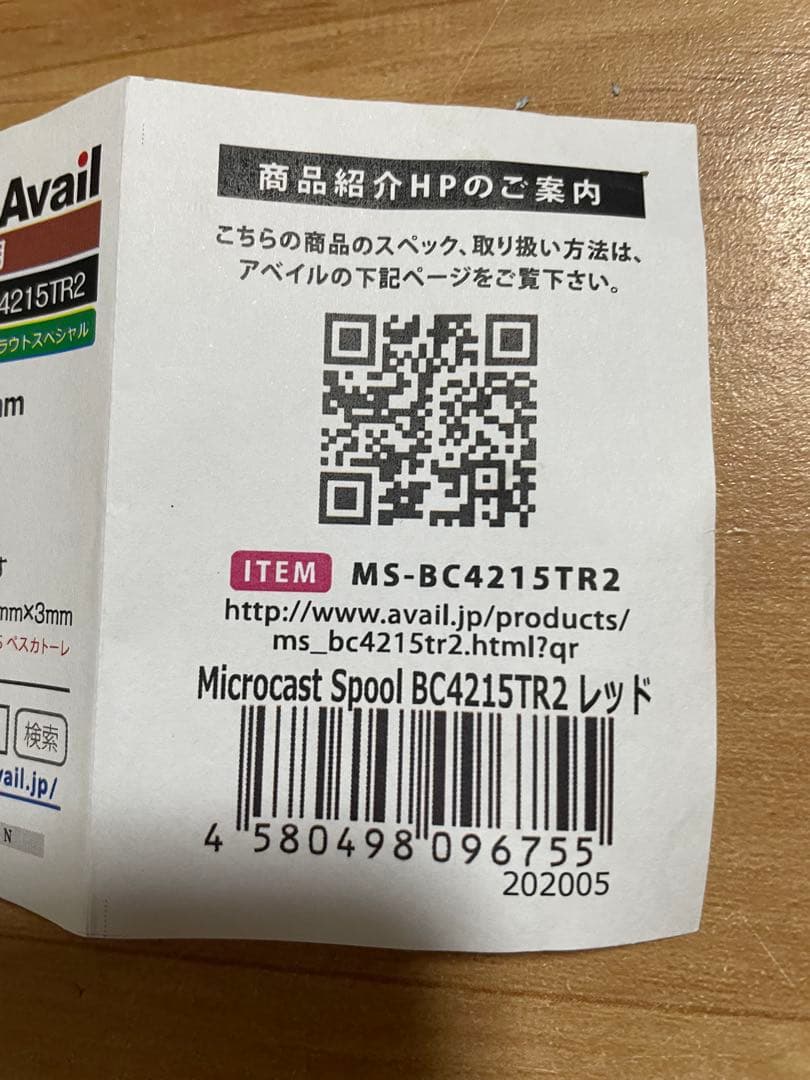 Avail
4215TR2
ラウトスペシャル
mm
す
mm×3mm
ペスカトーレ
検索
vail.jp/
N
商品紹介HPのご案内
こちらの商品のスペック、取り扱い方法は、
アベイルの下記ページをご覧下さい。
ITEM MS-BC4215TR2
http://www.avail.jp/products/
ms_bc4215tr2.html?qr
Microcast Spool BC4215TR2 レッド
4 580498 096755
202005